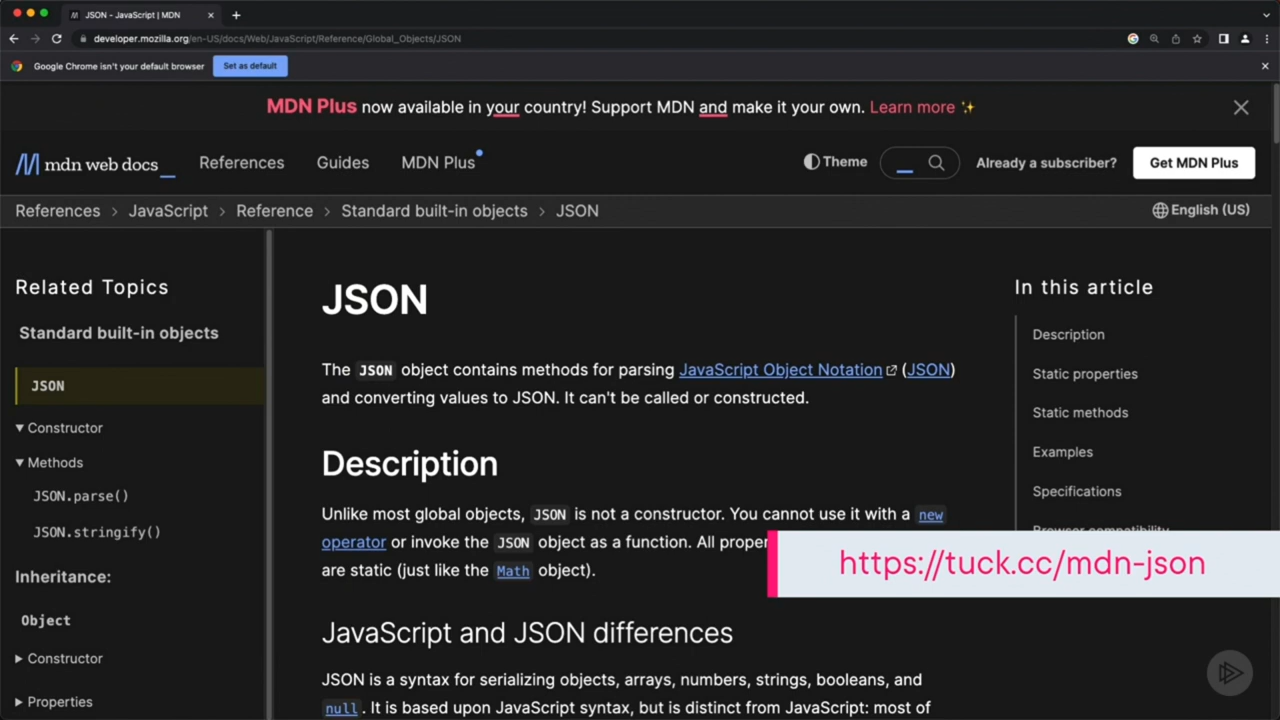 JSON - JavaScript | MDN
developer.mozilla.org/en-US/docs/Web/JavaScript/Reference/Global_Objects/JSON
Google Chrome isn't your default browser Set as default
MDN Plus now available in your country! Support MDN and make it your own. Learn more ✨
mdn web docs_ References Guides MDN Plus Theme Already a subscriber? Get MDN Plus
References > JavaScript > Reference > Standard built-in objects > JSON English (US)
Related Topics
Standard built-in objects
JSON
▼ Constructor
▼ Methods
JSON.parse()
JSON.stringify()
Inheritance:
Object
▶ Constructor
▶ Properties
JSON
The JSON object contains methods for parsing JavaScript Object Notation (JSON)
and converting values to JSON. It can't be called or constructed.
Description
Unlike most global objects, JSON is not a constructor. You cannot use it with a new
operator or invoke the JSON object as a function. All
are static (just like the Math object).
JavaScript and JSON differences
JSON is a syntax for serializing objects, arrays, numbers, strings, booleans, and
null. It is based upon JavaScript syntax, but is distinct from JavaScript: most of
In this article
Description
Static properties
Static methods
Examples
Specifications
Browser compatibility
https://tuck.cc/mdn-json